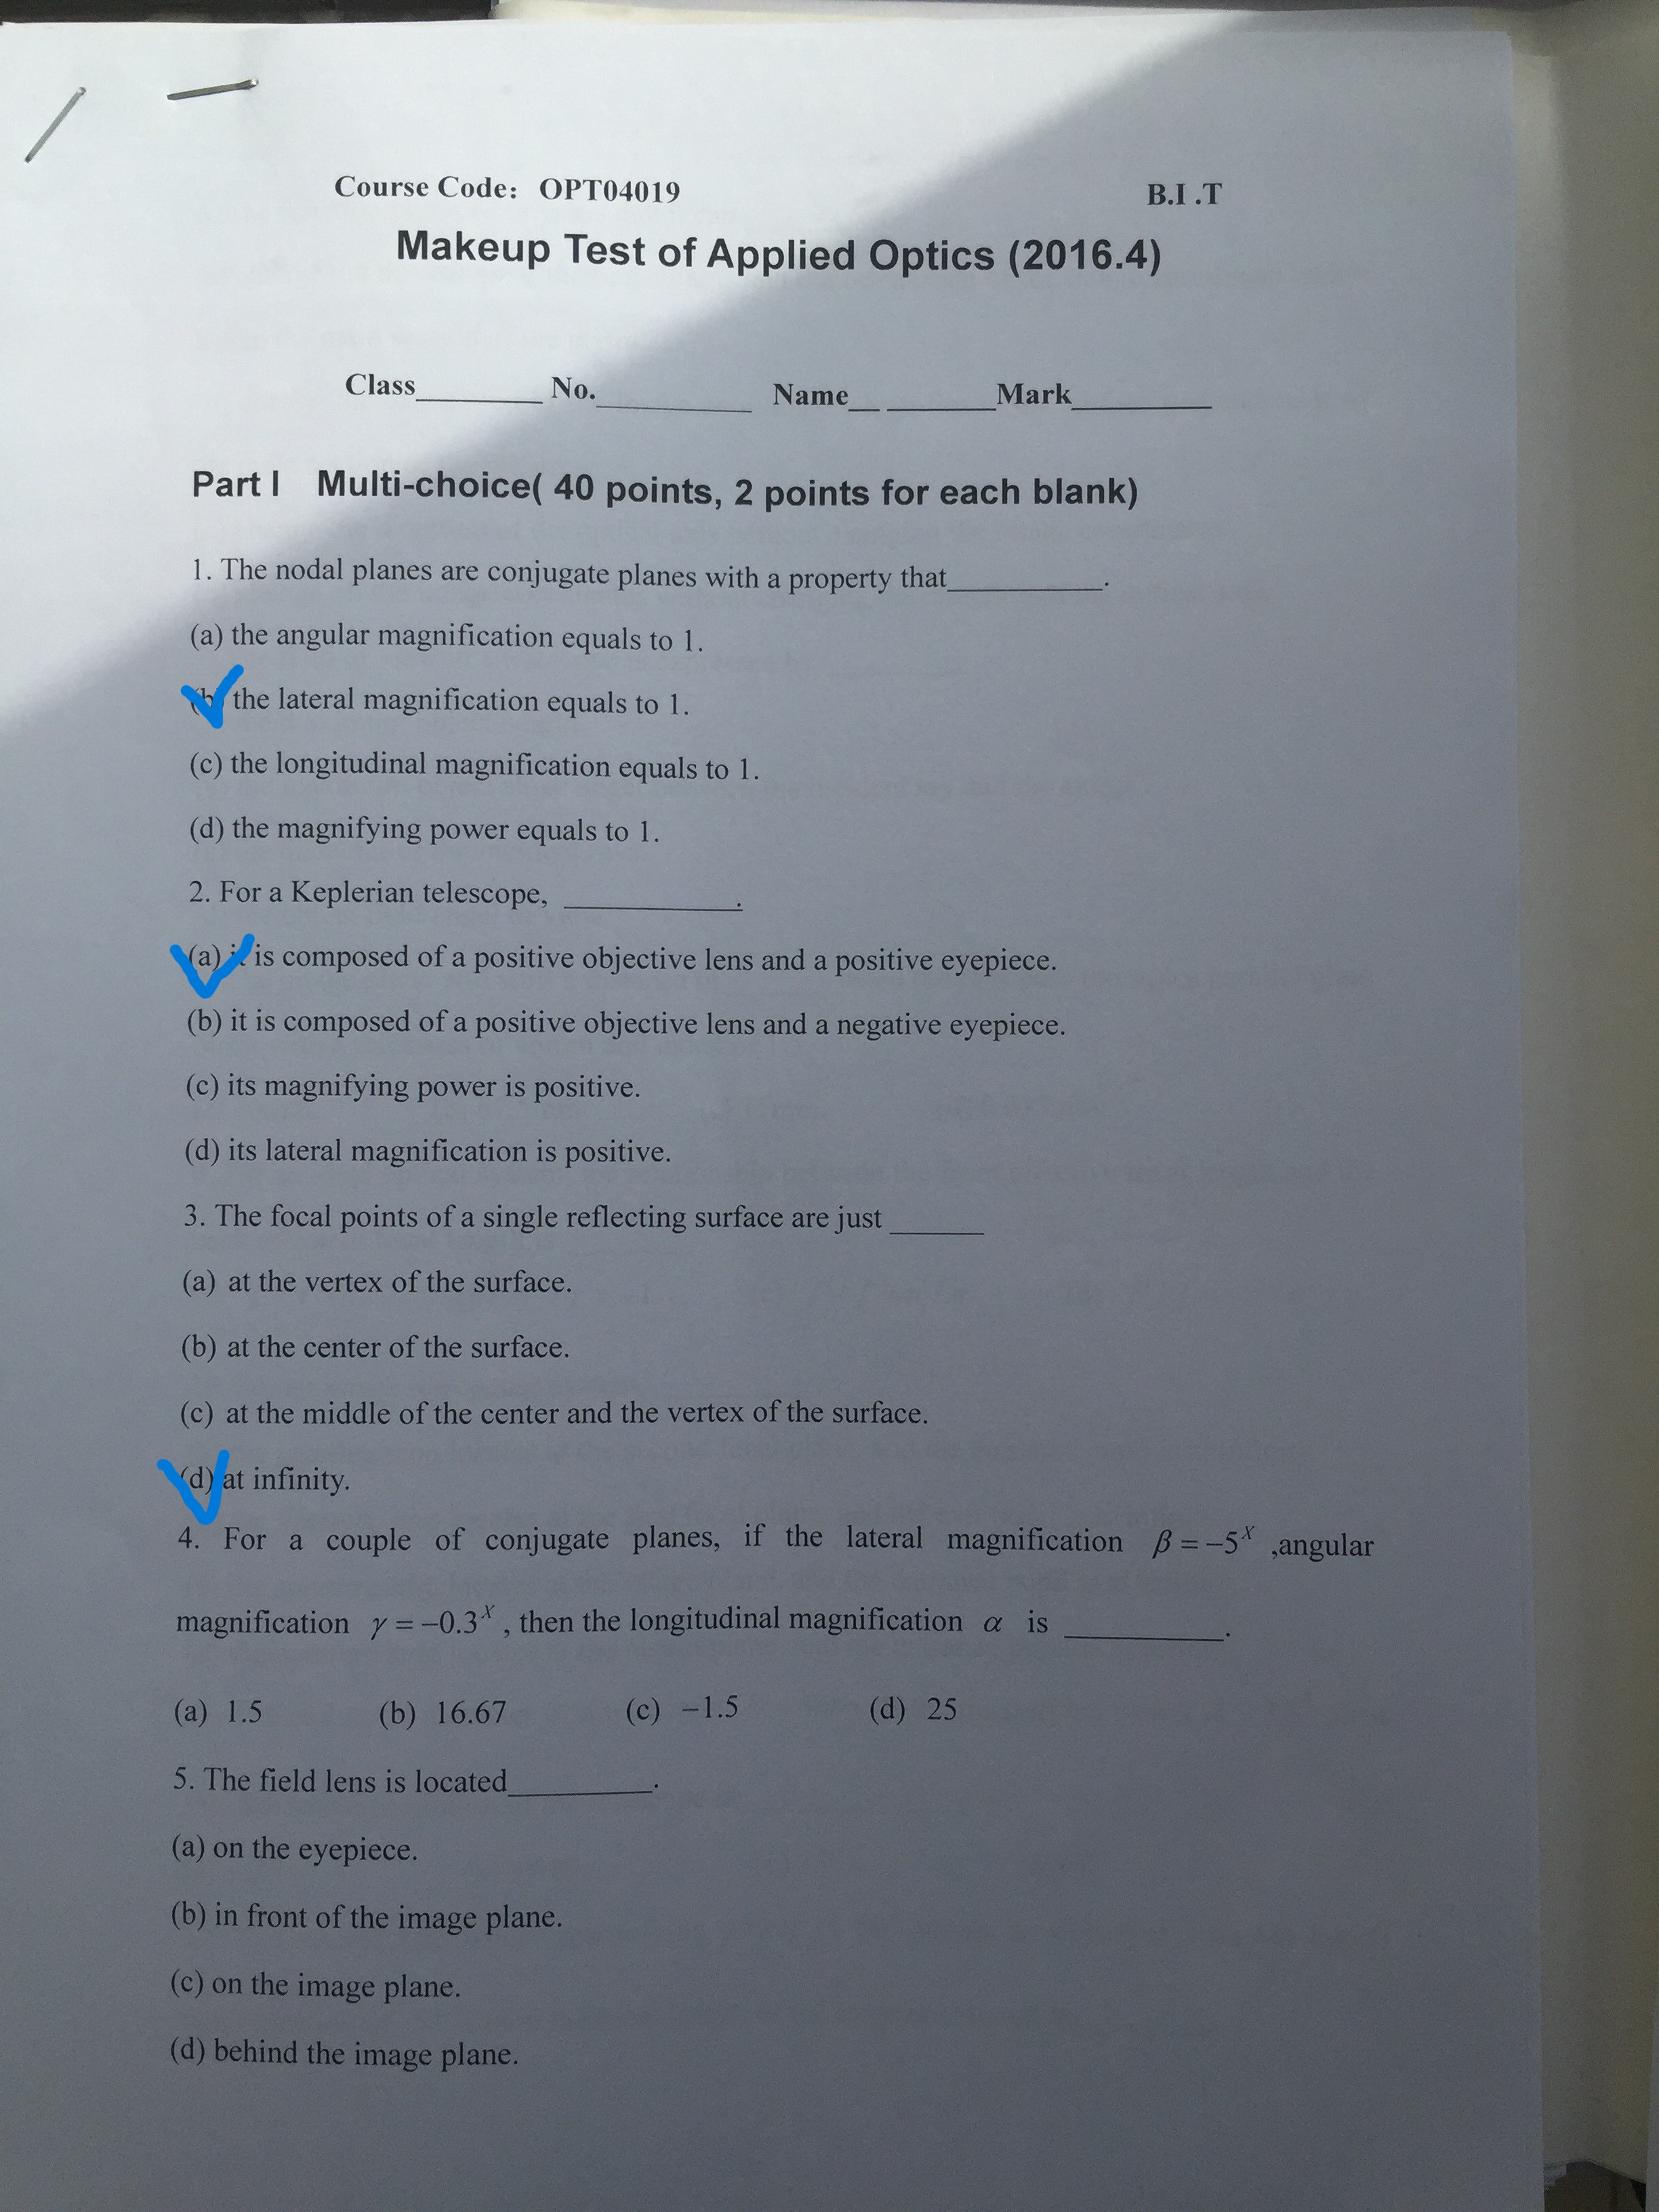 Course Code: OPT04019 B.I .T
Makeup Test of Applied Optics (2016.4)
Class________ No.__________ Name__ _______Mark_________
Part I Multi-choice( 40 points, 2 points for each blank)
1. The nodal planes are conjugate planes with a property that__________.
(a) the angular magnification equals to 1.
(b) the lateral magnification equals to 1.
(c) the longitudinal magnification equals to 1.
(d) the magnifying power equals to 1.
2. For a Keplerian telescope, ___________.
(a) it is composed of a positive objective lens and a positive eyepiece.
(b) it is composed of a positive objective lens and a negative eyepiece.
(c) its magnifying power is positive.
(d) its lateral magnification is positive.
3. The focal points of a single reflecting surface are just ______
(a) at the vertex of the surface.
(b) at the center of the surface.
(c) at the middle of the center and the vertex of the surface.
(d) at infinity.
4. For a couple of conjugate planes, if the lateral magnification β = −5ˣ ,angular
magnification γ = −0.3ˣ , then the longitudinal magnification α is __________.
(a) 1.5 (b) 16.67 (c) −1.5 (d) 25
5. The field lens is located_________.
(a) on the eyepiece.
(b) in front of the image plane.
(c) on the image plane.
(d) behind the image plane.